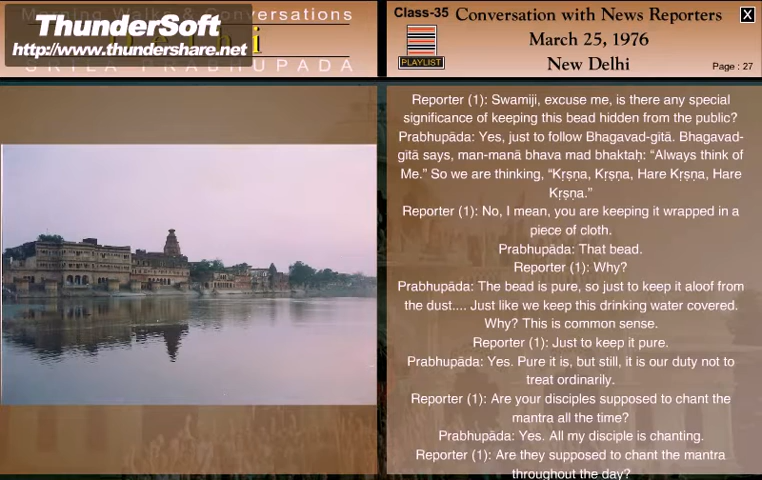 Morning Walks & Conversations
ThunderSoft
http://www.thundershare.net
Delhi
SRILA PRABHUPADA
Class-35
PLAYLIST
Conversation with News Reporters
March 25, 1976
New Delhi
X
Page : 27
Reporter (1): Swamiji, excuse me, is there any special
significance of keeping this bead hidden from the public?
Prabhupāda: Yes, just to follow Bhagavad-gitā. Bhagavad-
gitā says, man-manā bhava mad bhaktaḥ: “Always think of
Me.” So we are thinking, “Kṛṣṇa, Kṛṣṇa, Hare Kṛṣṇa, Hare
Kṛṣṇa.”
Reporter (1): No, I mean, you are keeping it wrapped in a
piece of cloth.
Prabhupāda: That bead.
Reporter (1): Why?
Prabhupāda: The bead is pure, so just to keep it aloof from
the dust.... Just like we keep this drinking water covered.
Why? This is common sense.
Reporter (1): Just to keep it pure.
Prabhupāda: Yes. Pure it is, but still, it is our duty not to
treat ordinarily.
Reporter (1): Are your disciples supposed to chant the
mantra all the time?
Prabhupāda: Yes. All my disciple is chanting.
Reporter (1): Are they supposed to chant the mantra
throughout the day?